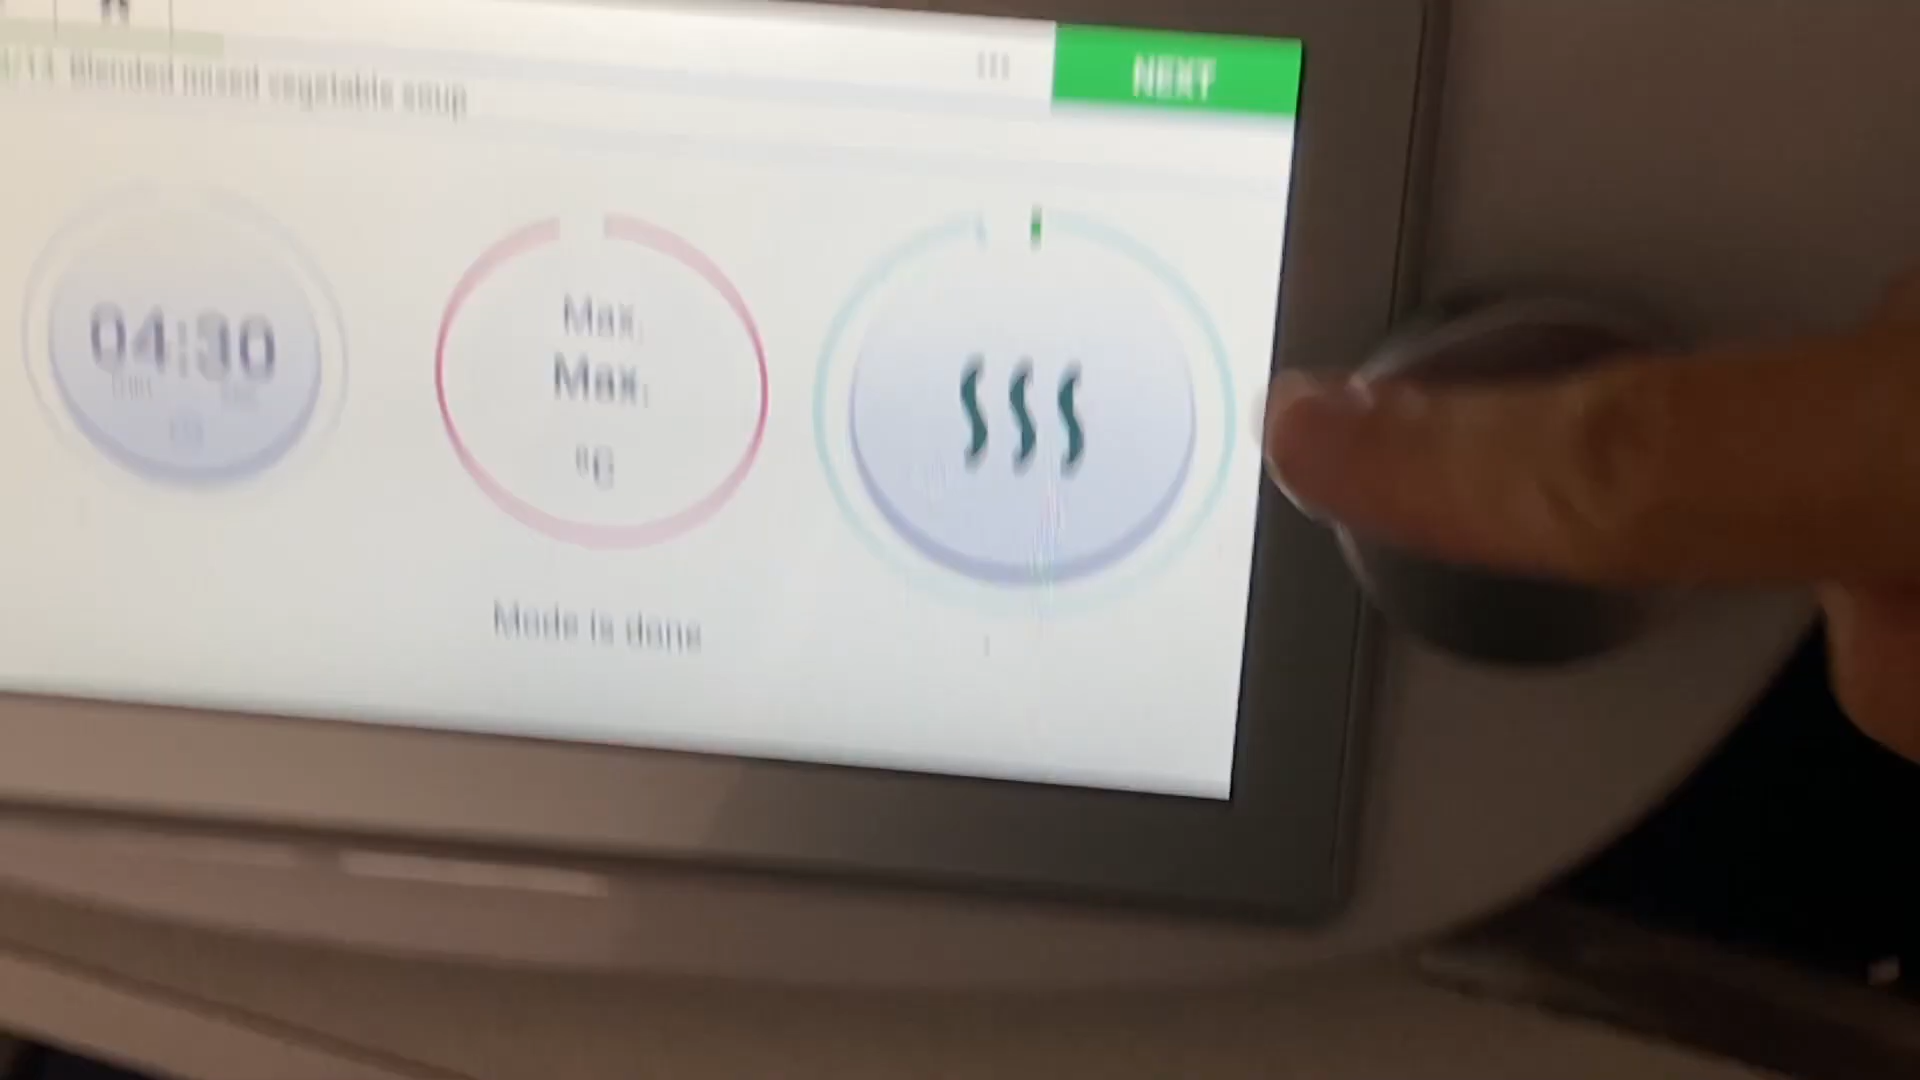 NEXT
blended mixed vegetable soup
04:30
Max.
Max.
°C
Mode is done